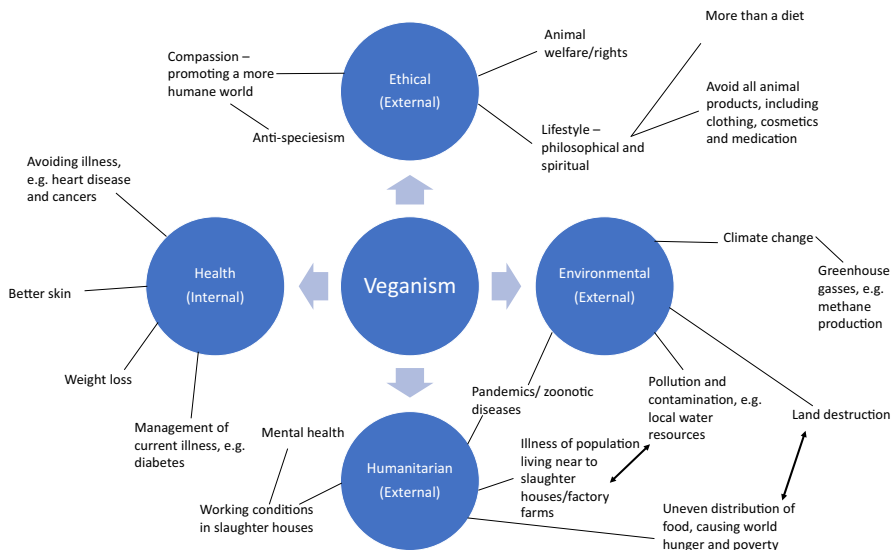 More than a diet
Compassion –
promoting a more
humane world
Ethical
(External)
Animal
welfare/rights
Avoid all animal
products, including
clothing, cosmetics
and medication
Anti-speciesism
Lifestyle –
philosophical and
spiritual
Avoiding illness,
e.g. heart disease
and cancers
Health
(Internal)
Better skin
Weight loss
Management of
current illness, e.g.
diabetes
Veganism
Environmental
(External)
Climate change
Greenhouse
gasses, e.g.
methane
production
Pandemics/ zoonotic
diseases
Pollution and
contamination, e.g.
local water
resources
Land destruction
Mental health
Working conditions
in slaughter houses
Humanitarian
(External)
Illness of population
living near to
slaughter
houses/factory
farms
Uneven distribution of
food, causing world
hunger and poverty